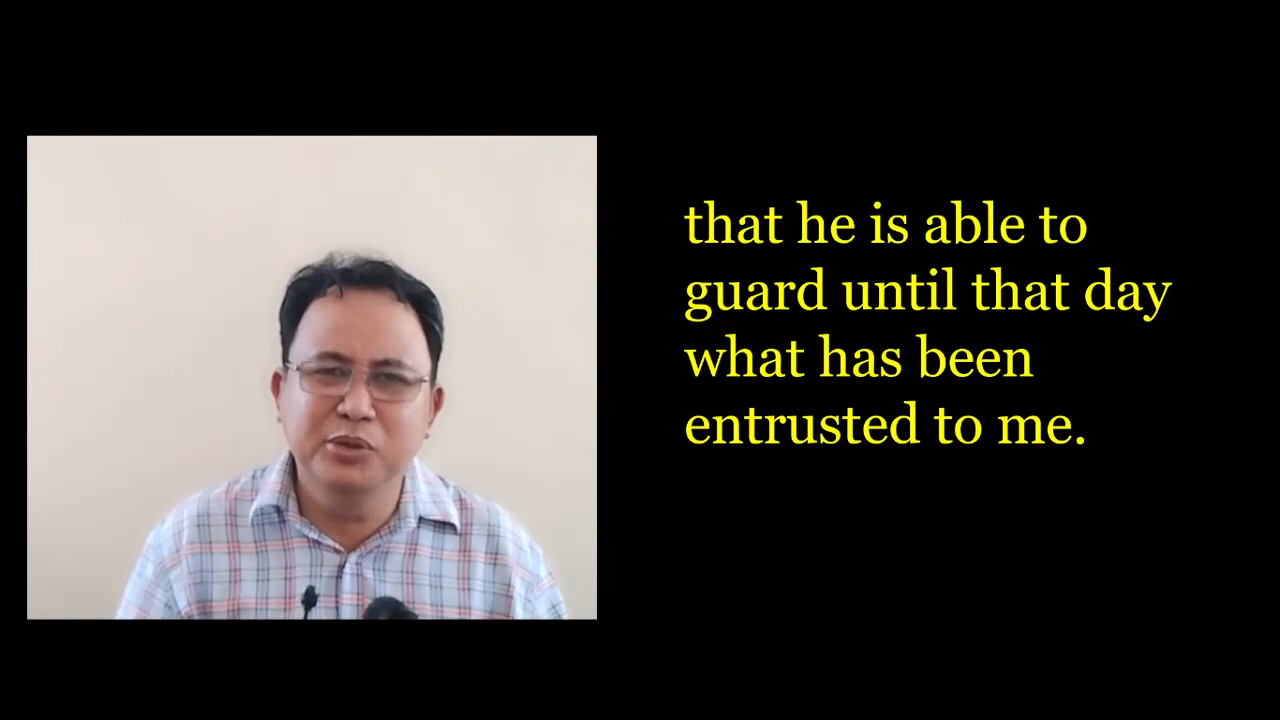 that he is able to
guard until that day
what has been
entrusted to me.